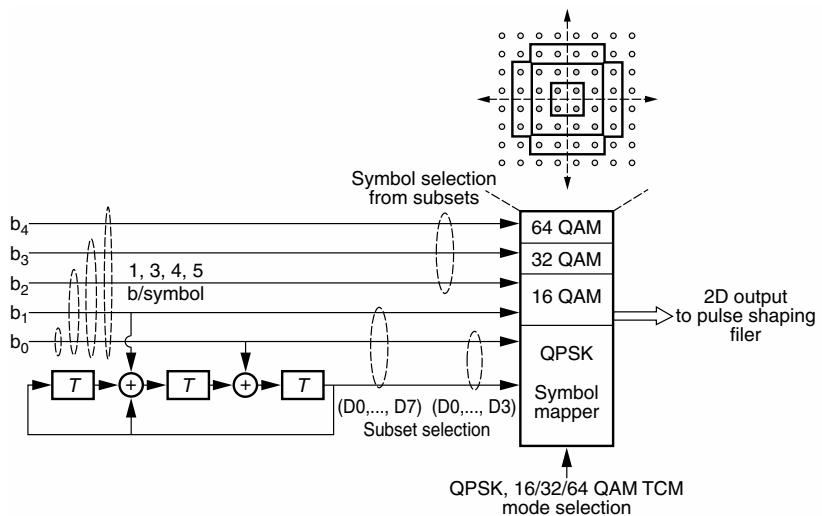 Symbol selection
from subsets
b4
b3
b2
b1
b0
1, 3, 4, 5
b/symbol
64 QAM
32 QAM
16 QAM
QPSK
Symbol
mapper
2D output
to pulse shaping
filer
T
+
T
+
T
(D0,..., D7) (D0,..., D3)
Subset selection
QPSK, 16/32/64 QAM TCM
mode selection